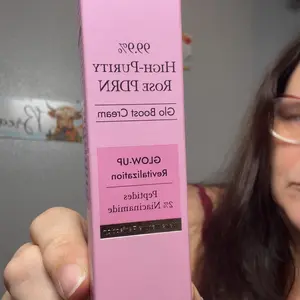 99.9%
HIGH-PURITY
ROSE PDRN
Glo Boost Cream
GLOW-UP
Revitalization
Peptides
2% Niacinamide